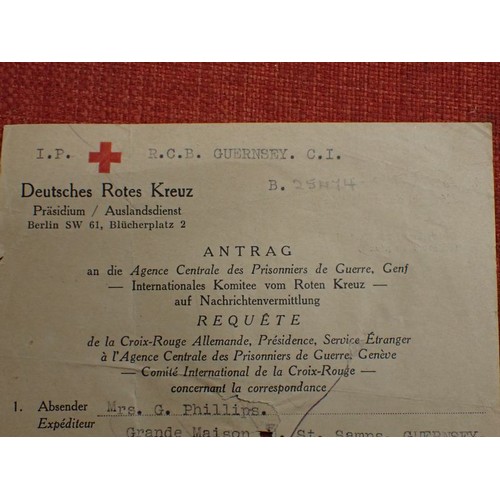 I.P. R.C.B. GUERNSEY. C.I.
Deutsches Rotes Kreuz
B.
Präsidium / Auslandsdienst
Berlin SW 61, Blücherplatz 2
ANTRAG
an die Agence Centrale des Prisonniers de Guerre, Genf
— Internationales Komitee vom Roten Kreuz —
auf Nachrichtenvermittlung
REQUÊTE
de la Croix-Rouge Allemande, Présidence, Service Étranger
à l'Agence Centrale des Prisonniers de Guerre, Genève
— Comité International de la Croix-Rouge —
concernant la correspondance
1. Absender Mrs. G. Phillips.
Expéditeur Grande Maison St. Samps, GUERNSEY